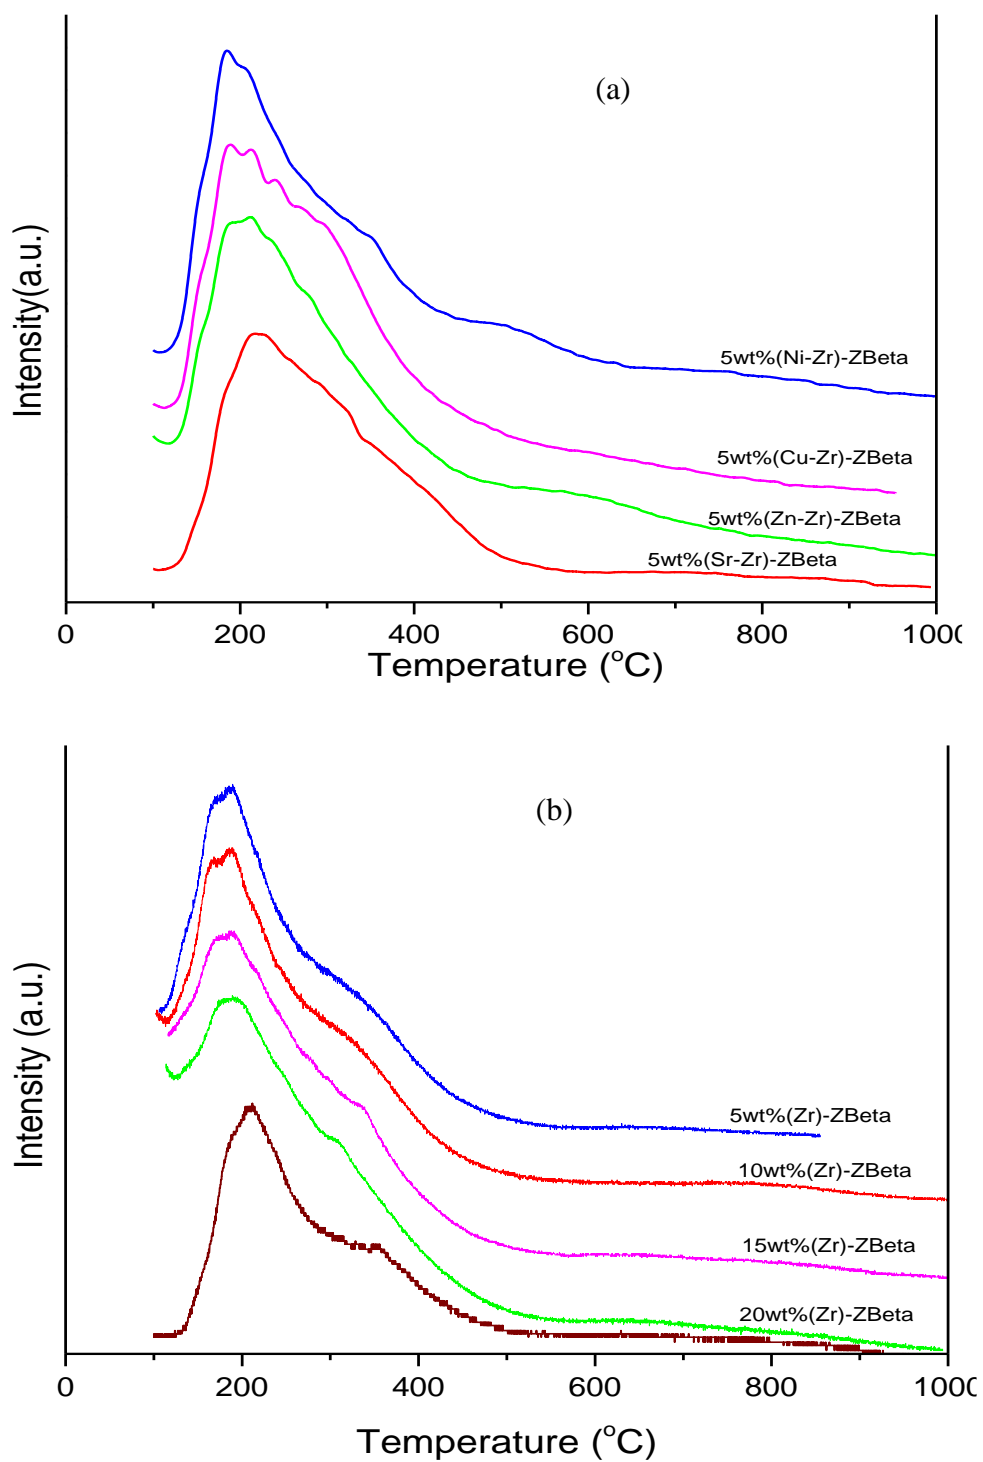 (a)
Intensity(a.u.)
5wt%(Ni-Zr)-ZBeta
5wt%(Cu-Zr)-ZBeta
5wt%(Zn-Zr)-ZBeta
5wt%(Sr-Zr)-ZBeta
0 200 400 600 800 1000
Temperature (°C)
(b)
Intensity (a.u.)
5wt%(Zr)-ZBeta
10wt%(Zr)-ZBeta
15wt%(Zr)-ZBeta
20wt%(Zr)-ZBeta
0 200 400 600 800 1000
Temperature (°C)